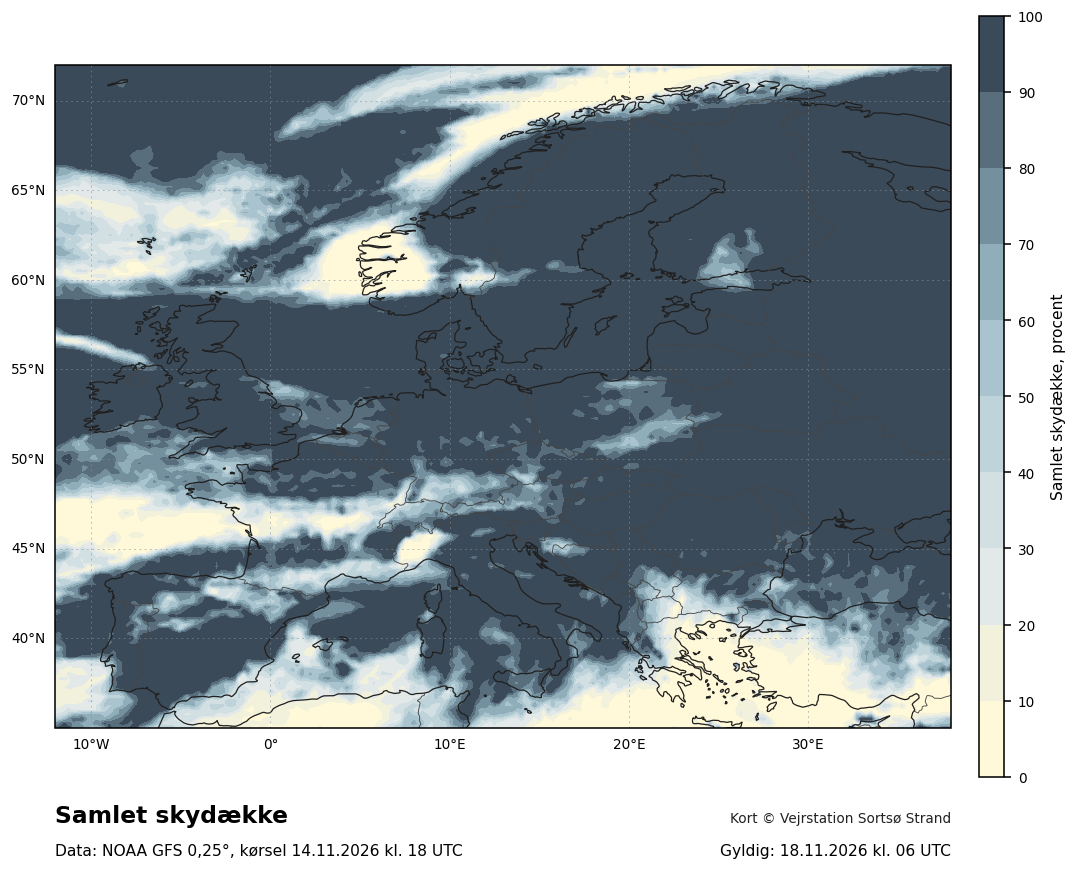 100
90
80
70
60
50
40
30
20
10
0
Samlet skydække, procent
70°N
65°N
60°N
55°N
50°N
45°N
40°N
10°W
0°
10°E
20°E
30°E
Samlet skydække
Kort © Vejrstation Sortsø Strand
Data: NOAA GFS 0,25°, kørsel 14.11.2026 kl. 18 UTC
Gyldig: 18.11.2026 kl. 06 UTC